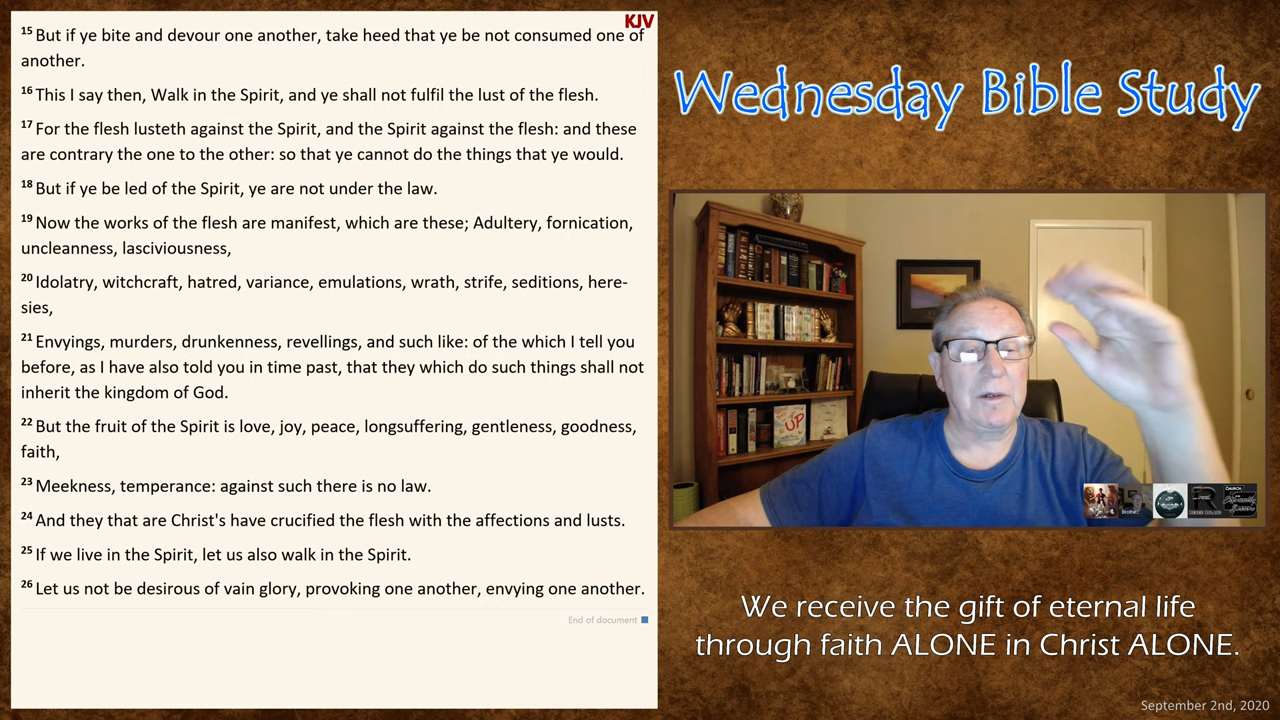 KJV
15 But if ye bite and devour one another, take heed that ye be not consumed one of
another.
16 This I say then, Walk in the Spirit, and ye shall not fulfil the lust of the flesh.
17 For the flesh lusteth against the Spirit, and the Spirit against the flesh: and these
are contrary the one to the other: so that ye cannot do the things that ye would.
18 But if ye be led of the Spirit, ye are not under the law.
19 Now the works of the flesh are manifest, which are these; Adultery, fornication,
uncleanness, lasciviousness,
20 Idolatry, witchcraft, hatred, variance, emulations, wrath, strife, seditions, here-
sies,
21 Envyings, murders, drunkenness, revellings, and such like: of the which I tell you
before, as I have also told you in time past, that they which do such things shall not
inherit the kingdom of God.
22 But the fruit of the Spirit is love, joy, peace, longsuffering, gentleness, goodness,
faith,
23 Meekness, temperance: against such there is no law.
24 And they that are Christ's have crucified the flesh with the affections and lusts.
25 If we live in the Spirit, let us also walk in the Spirit.
26 Let us not be desirous of vain glory, provoking one another, envying one another.
End of document
Wednesday Bible Study
UP
Brothe...
CHURCH
We receive the gift of eternal life
through faith ALONE in Christ ALONE.
September 2nd, 2020